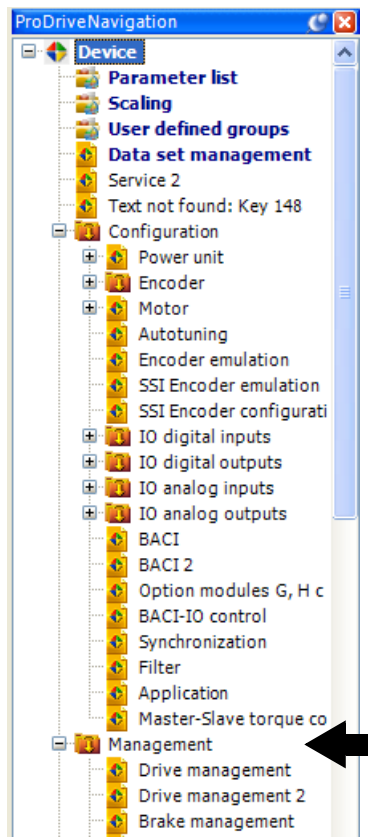 ProDriveNavigation
Device
Parameter list
Scaling
User defined groups
Data set management
Service 2
Text not found: Key 148
Configuration
Power unit
Encoder
Motor
Autotuning
Encoder emulation
SSI Encoder emulation
SSI Encoder configurati
IO digital inputs
IO digital outputs
IO analog inputs
IO analog outputs
BACI
BACI 2
Option modules G, H c
BACI-IO control
Synchronization
Filter
Application
Master-Slave torque co
Management
Drive management
Drive management 2
Brake management